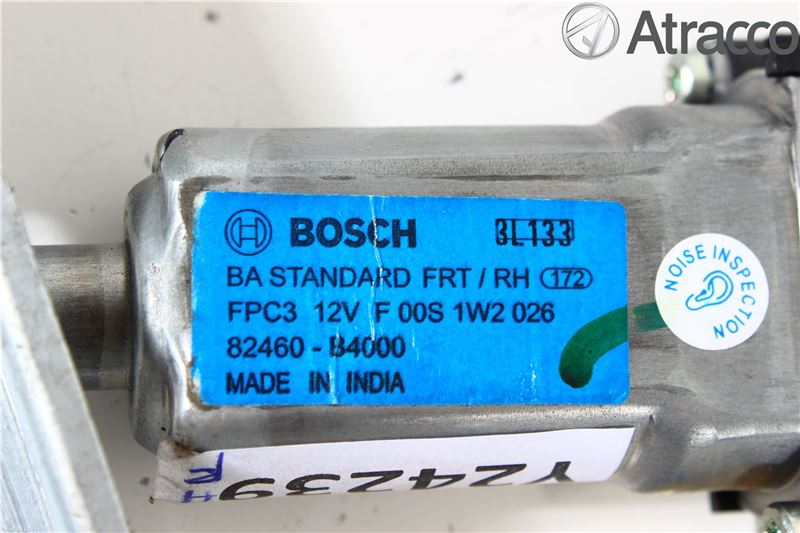 Atracco
BOSCH 3L133
BA STANDARD FRT / RH 172
FPC3 12V F 00S 1W2 026
82460 - B4000
MADE IN INDIA
NOISE INSPECTION
Y24239